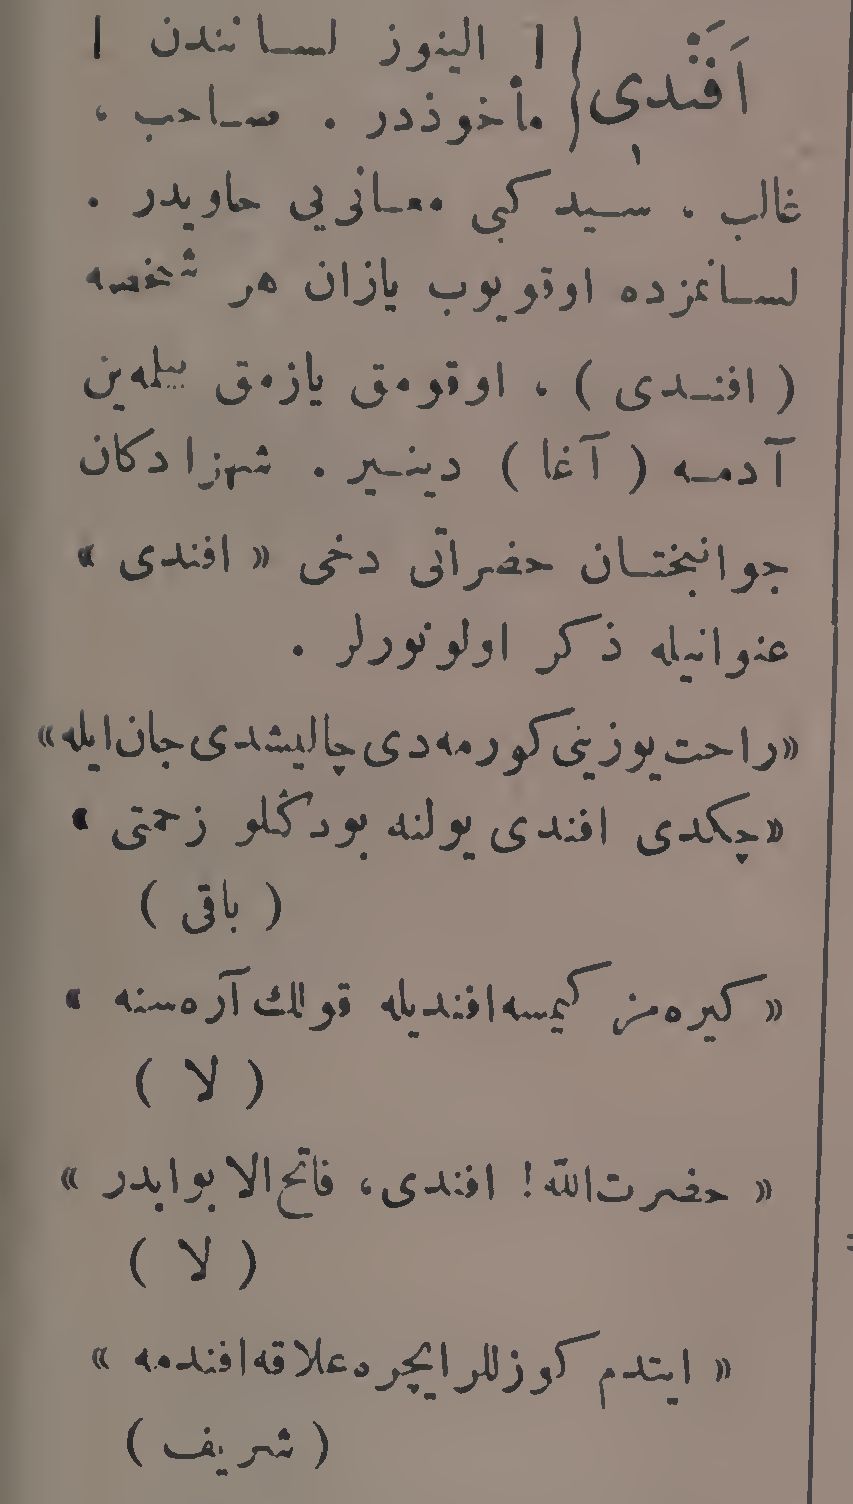 اَفَنْدِی { [ الینوز لساننندن ]
مأخوذدر . صاحب ،
غالب ، سید کبی معانی‌یی حاویدر .
لسانمزده اوقویوب یازان هر شخصه
( افندی ) ، اوقومق یازمق بیلمه‌ین
آدمه ( آغا ) دینیر . شهزادکان
جوانبختان حضراتی دخی « افندی »
عنوانیله ذکر اولونورلر .
« راحت یوزینی کورمه‌دی چالیشدی جان ایله »
« چکدی افندی یولنه بودڭلو زحمتی »
( باقی )
« کیره‌مز کیمسه افندیله قولڭ آره‌سنه »
( لا )
« حضرت الله ! افندی ، فاتح الابوابدر »
( لا )
« ایتدم کوزللر ایچره علاقه افندمه »
( شریف )